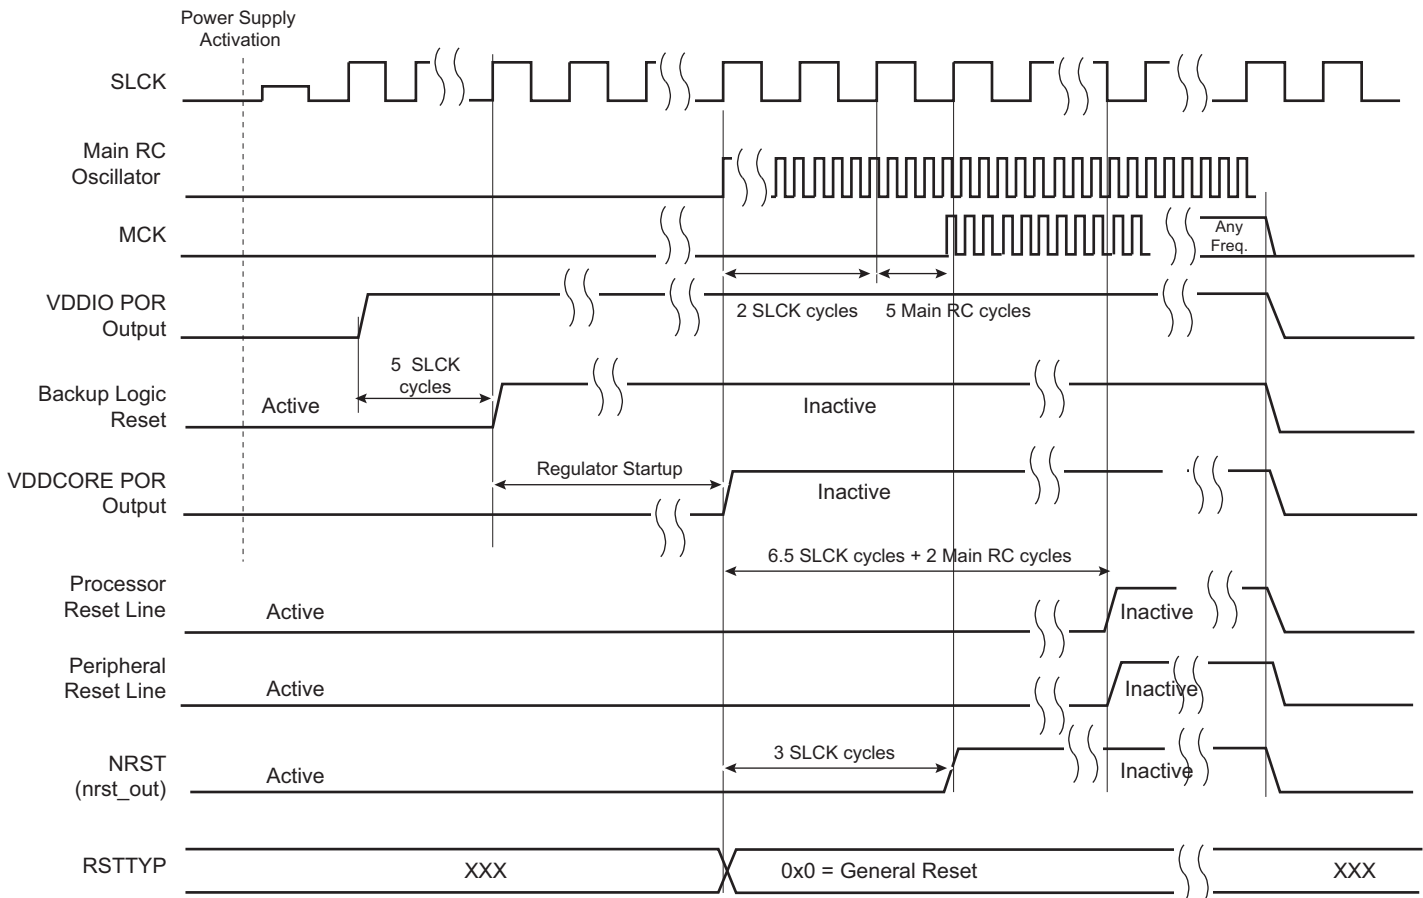 Power Supply
Activation
SLCK
Main RC
Oscillator
MCK
Any
Freq.
2 SLCK cycles
5 Main RC cycles
VDDIO POR
Output
5 SLCK
cycles
Backup Logic
Reset
Active
Inactive
Regulator Startup
VDDCORE POR
Output
Inactive
6.5 SLCK cycles + 2 Main RC cycles
Processor
Reset Line
Active
Inactive
Peripheral
Reset Line
Active
Inactive
3 SLCK cycles
NRST
(nrst_out)
Active
Inactive
RSTTYP
XXX
0x0 = General Reset
XXX